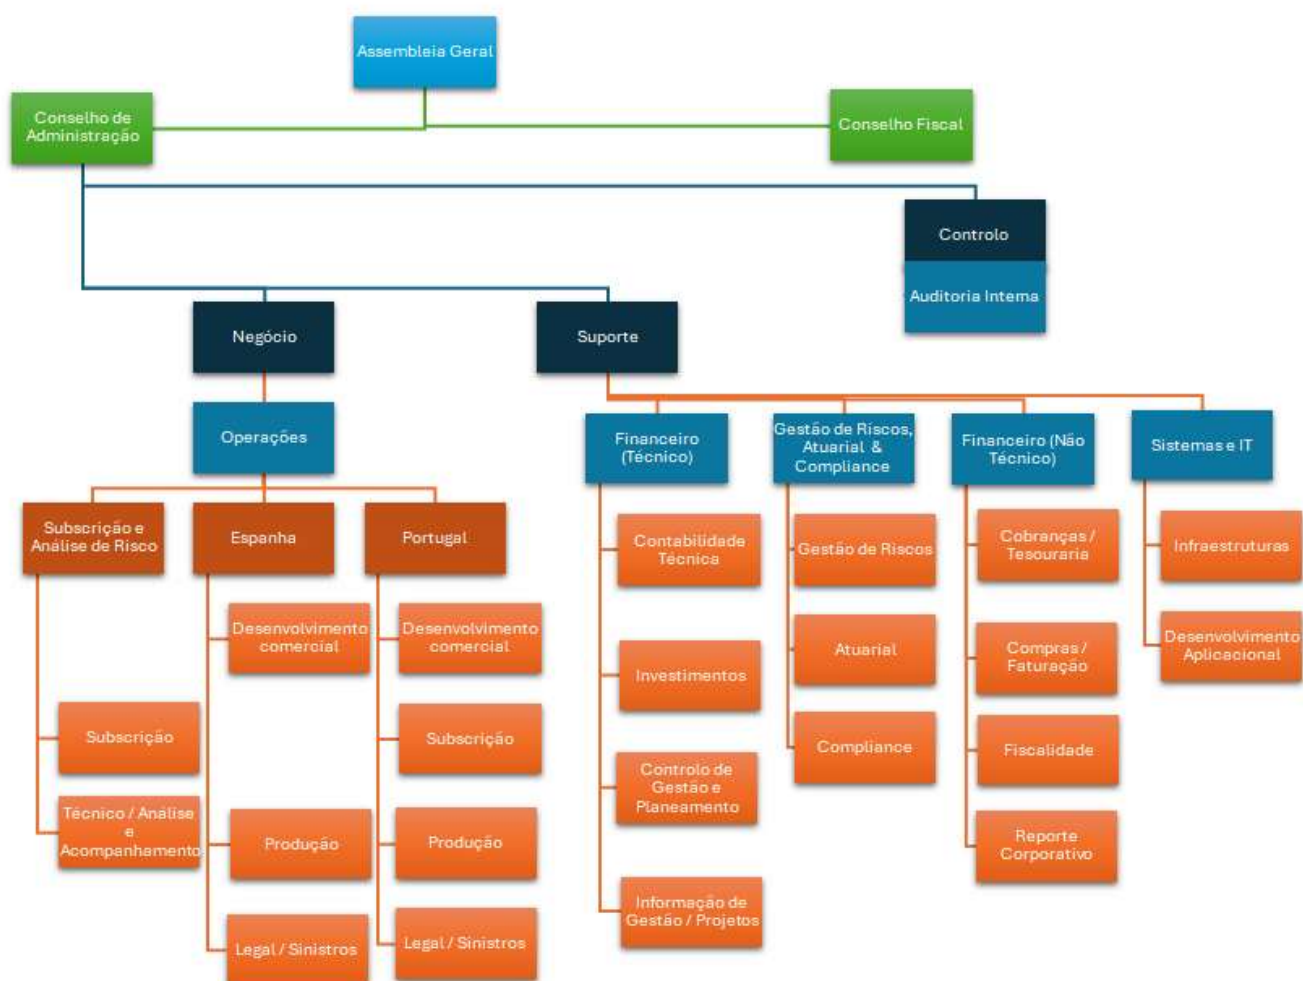 Assembleia Geral
Conselho de
Administração
Conselho Fiscal
Controlo
Auditoria Interna
Negócio
Suporte
Operações
Financeiro
(Técnico)
Gestão de Riscos,
Atuarial & 
Compliance
Financeiro (Não
Técnico)
Sistemas e IT
Subscrição e
Análise de Risco
Espanha
Portugal
Subscrição
Técnico / Análise
e
Acompanhamento
Desenvolvimento
comercial
Produção
Legal / Sinistros
Desenvolvimento
comercial
Subscrição
Produção
Legal / Sinistros
Contabilidade
Técnica
Investimentos
Controlo de
Gestão e
Planeamento
Informação de
Gestão / Projetos
Gestão de Riscos
Atuarial
Compliance
Cobranças /
Tesouraria
Compras /
Faturação
Fiscalidade
Reporte
Corporativo
Infraestruturas
Desenvolvimento
Aplicacional